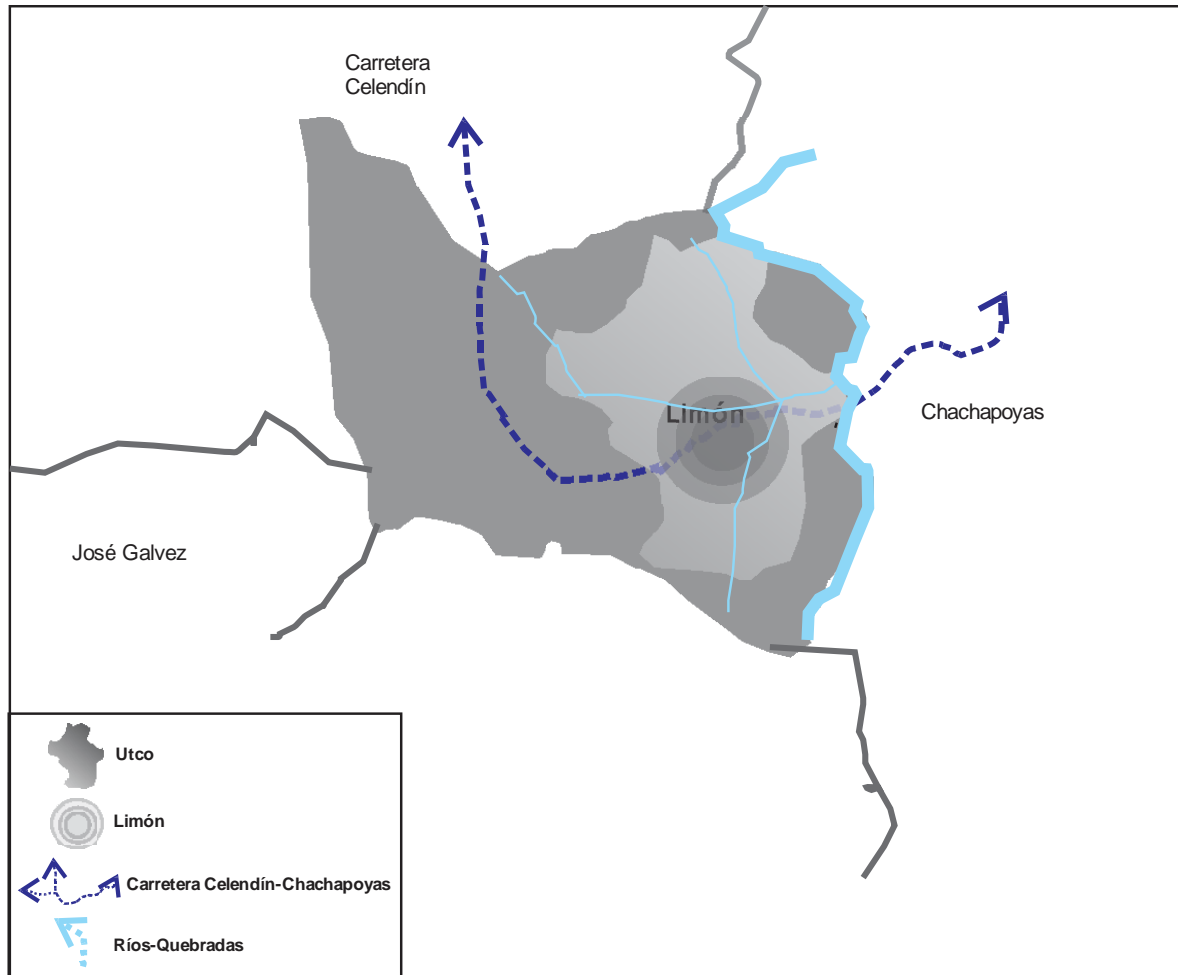 Carretera
Celendín
Limón
Chachapoyas
José Galvez
Utco
Limón
Carretera Celendín-Chachapoyas
Ríos-Quebradas